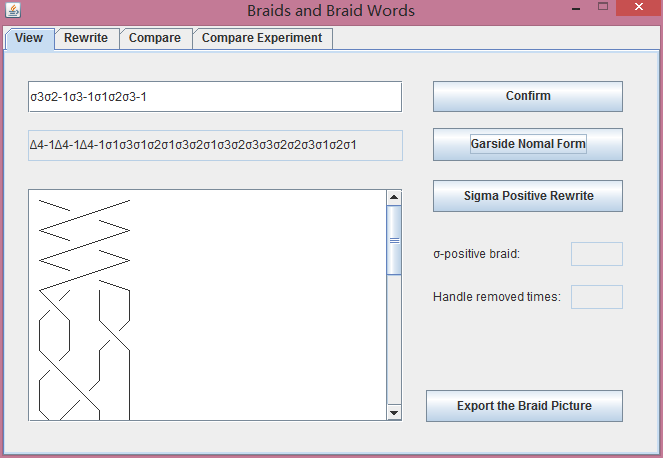 Braids and Braid Words
View Rewrite Compare Compare Experiment
σ3σ2-1σ3-1σ1σ2σ3-1
Confirm
Δ4-1Δ4-1Δ4-1σ1σ3σ1σ2σ1σ3σ2σ1σ3σ2σ3σ3σ2σ2σ3σ1σ2σ1
Garside Nomal Form
Sigma Positive Rewrite
σ-positive braid:
Handle removed times:
Export the Braid Picture